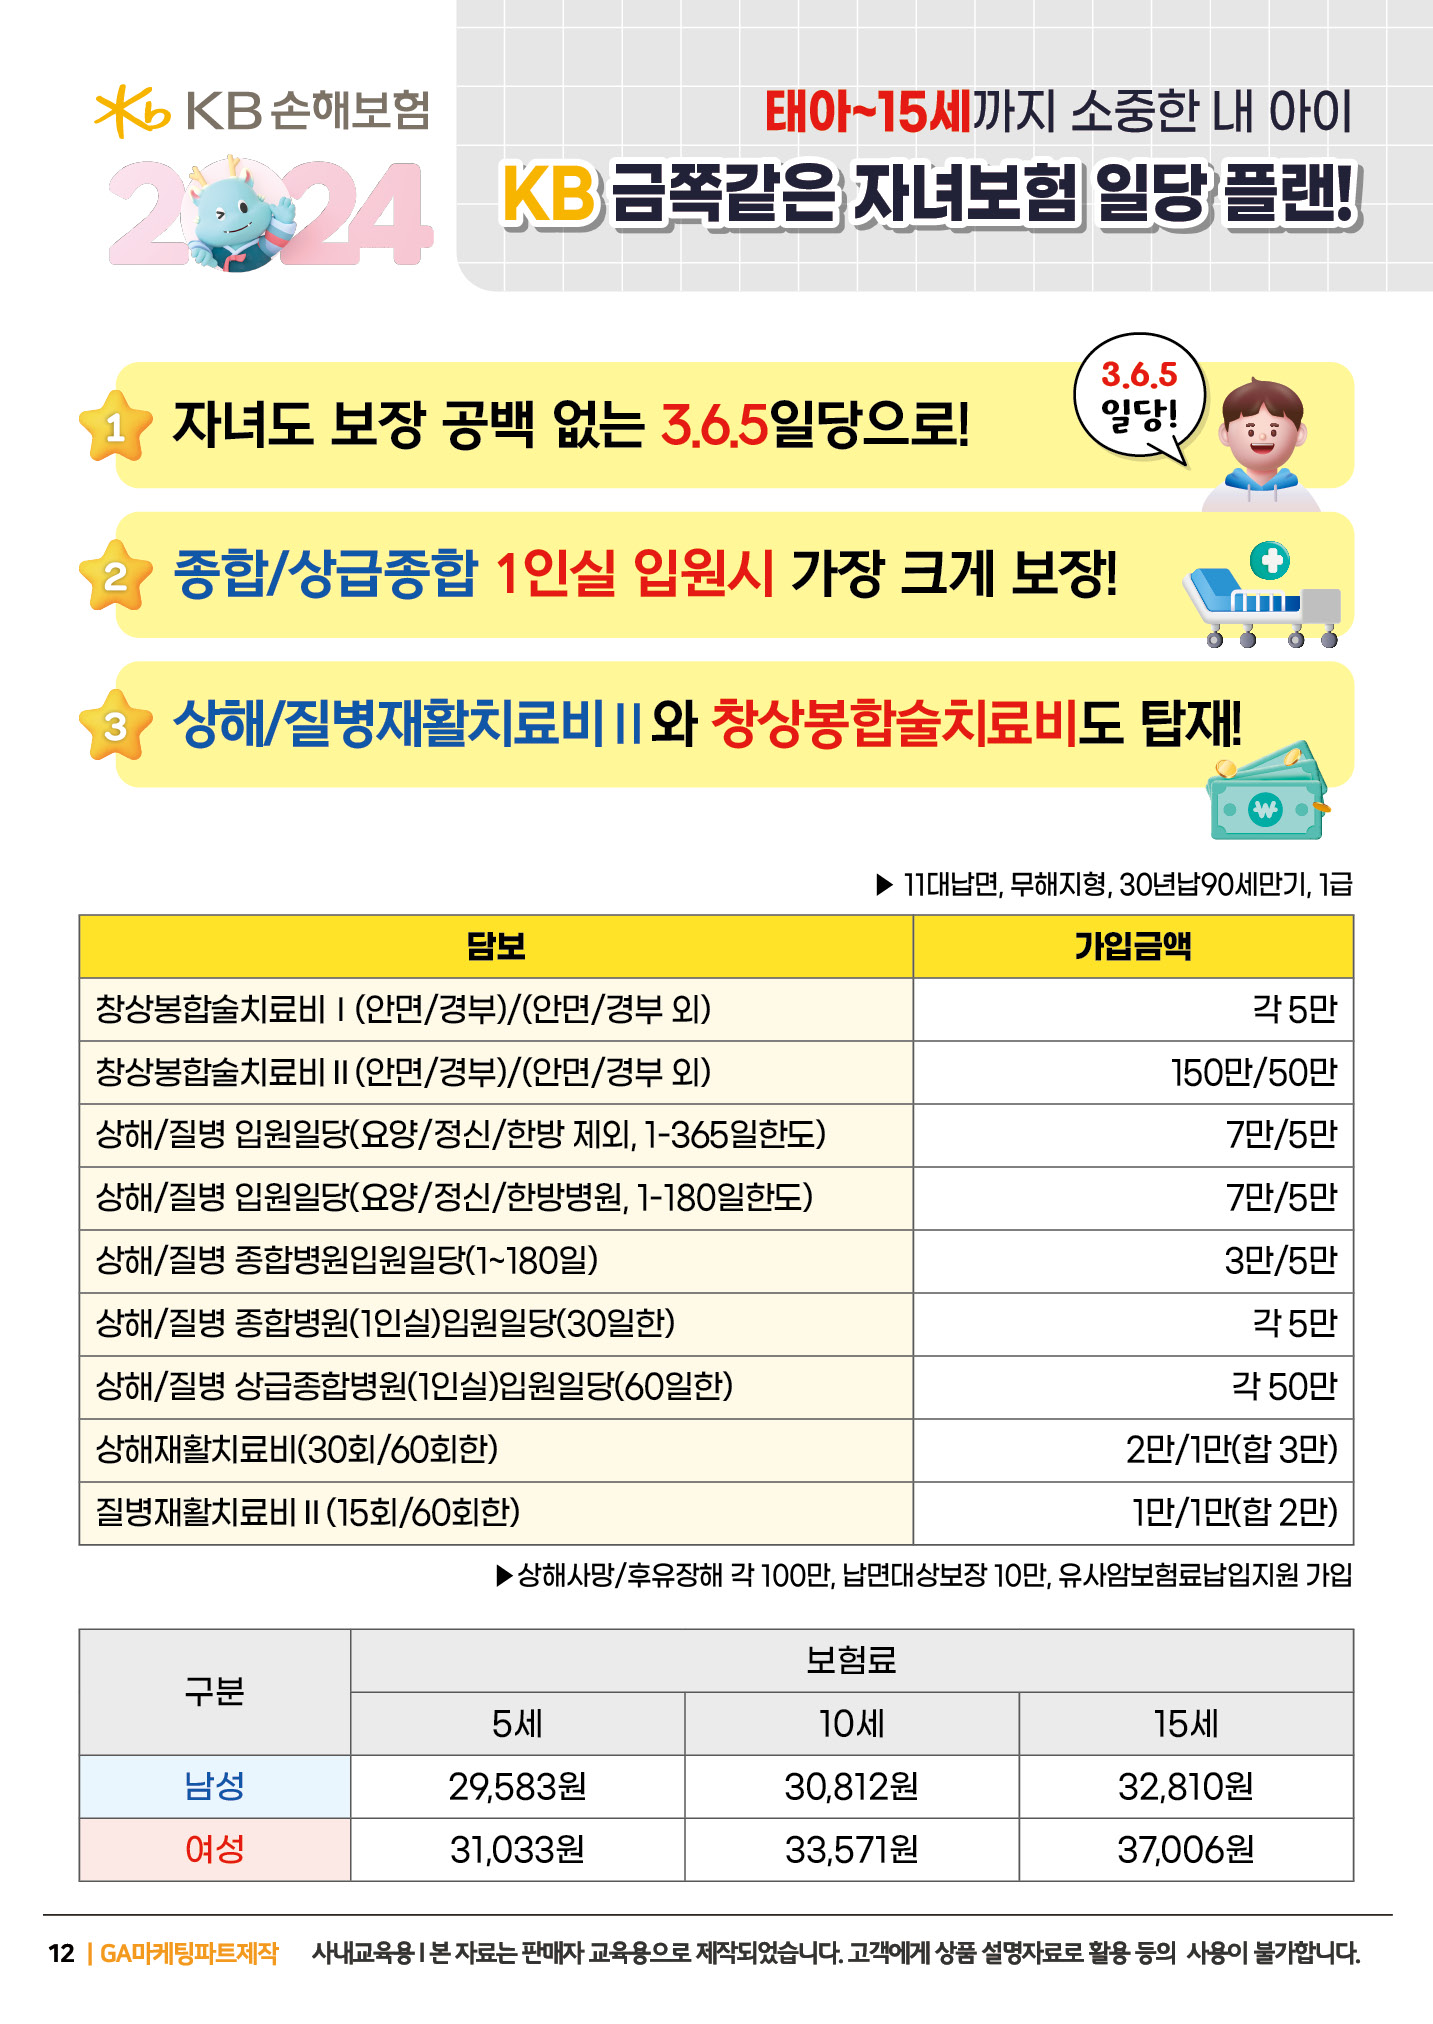 KB 손해보험
2024
태아~15세까지 소중한 내 아이
KB 금쪽같은 자녀보험 일당 플랜!
1 자녀도 보장 공백 없는 3.6.5일당으로!
3.6.5
일당!
2 종합/상급종합 1인실 입원시 가장 크게 보장!
3 상해/질병재활치료비Ⅱ와 창상봉합술치료비도 탑재!
▶ 11대납면, 무해지형, 30년납90세만기, 1급
담보 가입금액
창상봉합술치료비Ⅰ(안면/경부)/(안면/경부 외) 각 5만
창상봉합술치료비Ⅱ(안면/경부)/(안면/경부 외) 150만/50만
상해/질병 입원일당(요양/정신/한방 제외, 1-365일한도) 7만/5만
상해/질병 입원일당(요양/정신/한방병원, 1-180일한도) 7만/5만
상해/질병 종합병원입원일당(1~180일) 3만/5만
상해/질병 종합병원(1인실)입원일당(30일한) 각 5만
상해/질병 상급종합병원(1인실)입원일당(60일한) 각 50만
상해재활치료비(30회/60회한) 2만/1만(합 3만)
질병재활치료비Ⅱ(15회/60회한) 1만/1만(합 2만)
▶상해사망/후유장해 각 100만, 납면대상보장 10만, 유사암보험료납입지원 가입
구분 보험료
5세 10세 15세
남성 29,583원 30,812원 32,810원
여성 31,033원 33,571원 37,006원
12 | GA마케팅파트제작 사내교육용 I 본 자료는 판매자 교육용으로 제작되었습니다. 고객에게 상품 설명자료로 활용 등의 사용이 불가합니다.